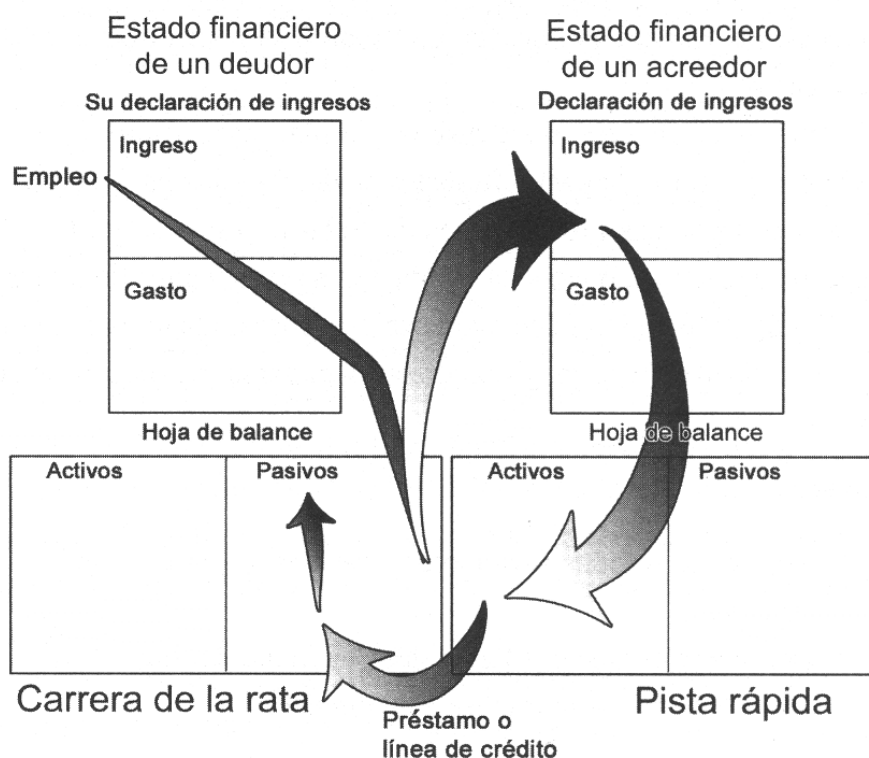 Estado financiero
de un deudor
Su declaración de ingresos
Ingreso
Empleo
Gasto
Hoja de balance
Activos
Pasivos
Carrera de la rata
Estado financiero
de un acreedor
Declaración de ingresos
Ingreso
Gasto
Hoja de balance
Activos
Pasivos
Pista rápida
Préstamo o
línea de crédito